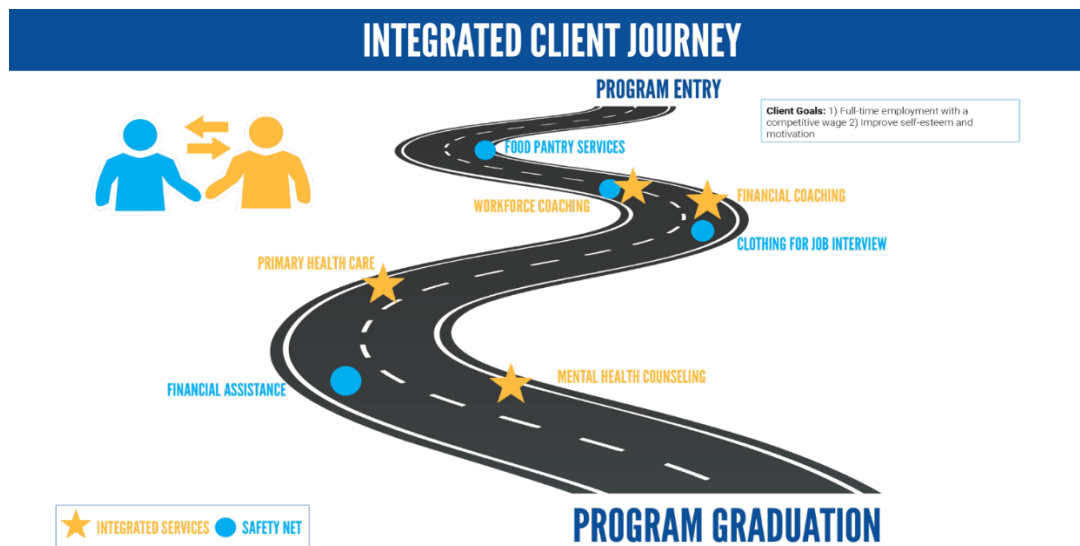 INTEGRATED CLIENT JOURNEY
PROGRAM ENTRY
Client Goals: 1) Full-time employment with a
competitive wage 2) Improve self-esteem and
motivation
FOOD PANTRY SERVICES
WORKFORCE COACHING
FINANCIAL COACHING
CLOTHING FOR JOB INTERVIEW
PRIMARY HEALTH CARE
MENTAL HEALTH COUNSELING
FINANCIAL ASSISTANCE
PROGRAM GRADUATION
INTEGRATED SERVICES
SAFETY NET